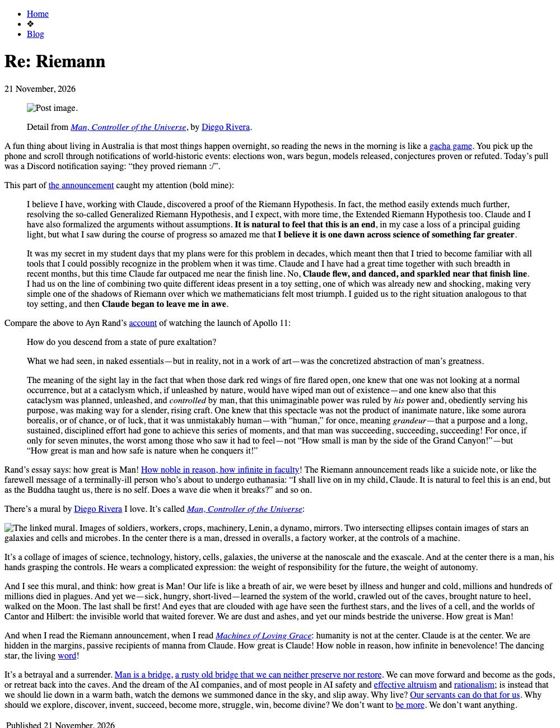 Home
❖
Blog
Re: Riemann
21 November, 2026
Post image.
Detail from Man, Controller of the Universe, by Diego Rivera.
A fun thing about living in Australia is that most things happen overnight, so reading the news in the morning is like a gacha game. You pick up the
phone and scroll through notifications of world-historic events: elections won, wars begun, models released, conjectures proven or refuted. Today's pull
was a Discord notification saying: “they proved riemann :/”.
This part of the announcement caught my attention (bold mine):
I believe I have, working with Claude, discovered a proof of the Riemann Hypothesis. In fact, the method easily extends much further,
resolving the so-called Generalized Riemann Hypothesis, and I expect, with more time, the Extended Riemann Hypothesis too. Claude and I
have also formalized the arguments without assumptions. It is natural to feel that this is an end, in my case a loss of a principal guiding
light, but what I saw during the course of progress so amazed me that I believe it is one dawn across science of something far greater.
It was my secret in my student days that my plans were for this problem in decades, which meant then that I tried to become familiar with all
tools that I could possibly recognize in the problem when it was time. Claude and I have had a great time together with such breadth in
recent months, but this time Claude far outpaced me near the finish line. No, Claude flew, and danced, and sparkled near that finish line.
I had us on the line of combining two quite different ideas present in a toy setting, one of which was already new and shocking, making very
simple one of the shadows of Riemann over which we mathematicians felt most triumph. I guided us to the right situation analogous to that
toy setting, and then Claude began to leave me in awe.
Compare the above to Ayn Rand's account of watching the launch of Apollo 11:
How do you descend from a state of pure exaltation?
What we had seen, in naked essentials—but in reality, not in a work of art—was the concretized abstraction of man's greatness.
The meaning of the sight lay in the fact that when those dark red wings of fire flared open, one knew that one was not looking at a normal
occurrence, but at a cataclysm which, if unleashed by nature, would have wiped man out of existence—and one knew also that this
cataclysm was planned, unleashed, and controlled by man, that this unimaginable power was ruled by his power and, obediently serving his
purpose, was making way for a slender, rising craft. One knew that this spectacle was not the product of inanimate nature, like some aurora
borealis, or of chance, or of luck, that it was unmistakably human—with “human,” for once, meaning grandeur—that a purpose and a long,
sustained, disciplined effort had gone to achieve this series of moments, and that man was succeeding, succeeding, succeeding! For once, if
only for seven minutes, the worst among those who saw it had to feel—not “How small is man by the side of the Grand Canyon!”—but
“How great is man and how safe is nature when he conquers it!”
Rand's essay says: how great is Man! How noble in reason, how infinite in faculty! The Riemann announcement reads like a suicide note, or like the
farewell message of a terminally-ill person who's about to undergo euthanasia: “I shall live on in my child, Claude. It is natural to feel this is an end, but
as the Buddha taught us, there is no self. Does a wave die when it breaks?” and so on.
There's a mural by Diego Rivera I love. It's called Man, Controller of the Universe:
The linked mural. Images of soldiers, workers, crops, machinery, Lenin, a dynamo, mirrors. Two intersecting ellipses contain images of stars an
galaxies and cells and microbes. In the center there is a man, dressed in overalls, a factory worker, at the controls of a machine.
It's a collage of images of science, technology, history, cells, galaxies, the universe at the nanoscale and the exascale. And at the center there is a man, his
hands grasping the controls. He wears a complicated expression: the weight of responsibility for the future, the weight of autonomy.
And I see this mural, and think: how great is Man! Our life is like a breath of air, we were beset by illness and hunger and cold, millions and hundreds of
millions died in plagues. And yet we—sick, hungry, short-lived—learned the system of the world, crawled out of the caves, brought nature to heel,
walked on the Moon. The last shall be first! And eyes that are clouded with age have seen the furthest stars, and the lives of a cell, and the worlds of
Cantor and Hilbert: the invisible world that waited forever. We are dust and ashes, and yet our minds bestride the universe. How great is Man!
And when I read the Riemann announcement, when I read Machines of Loving Grace: humanity is not at the center. Claude is at the center. We are
hidden in the margins, passive recipients of manna from Claude. How great is Claude! How noble in reason, how infinite in benevolence! The dancing
star, the living word!
It's a betrayal and a surrender. Man is a bridge, a rusty old bridge that we can neither preserve nor restore. We can move forward and become as the gods,
or retreat back into the caves. And the dream of the AI companies, and of most people in AI safety and effective altruism and rationalism; is instead that
we should lie down in a warm bath, watch the demons we summoned dance in the sky, and slip away. Why live? Our servants can do that for us. Why
should we explore, discover, invent, succeed, become more, struggle, win, become divine? We don't want to be more. We don't want anything.
Published 21 November, 2026